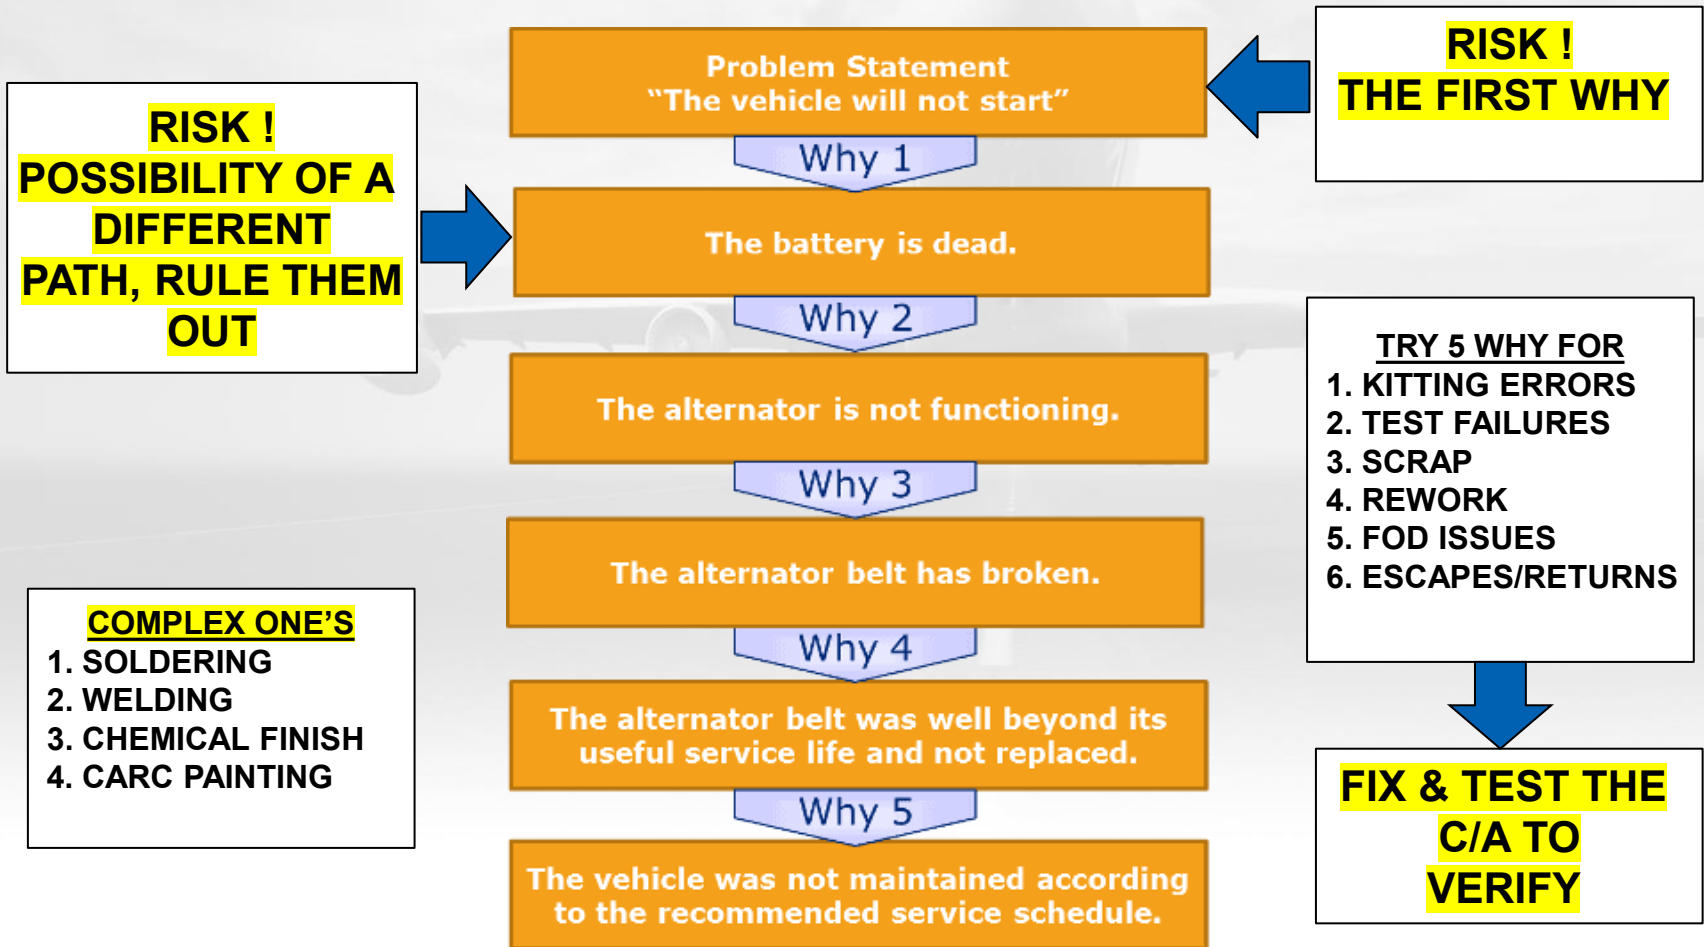 RISK !
THE FIRST WHY
Problem Statement
“The vehicle will not start”
Why 1
RISK !
POSSIBILITY OF A
DIFFERENT
PATH, RULE THEM
OUT
The battery is dead.
Why 2
The alternator is not functioning.
Why 3
The alternator belt has broken.
Why 4
The alternator belt was well beyond its
useful service life and not replaced.
Why 5
The vehicle was not maintained according
to the recommended service schedule.
TRY 5 WHY FOR
1. KITTING ERRORS
2. TEST FAILURES
3. SCRAP
4. REWORK
5. FOD ISSUES
6. ESCAPES/RETURNS
COMPLEX ONE’S
1. SOLDERING
2. WELDING
3. CHEMICAL FINISH
4. CARC PAINTING
FIX & TEST THE
C/A TO
VERIFY